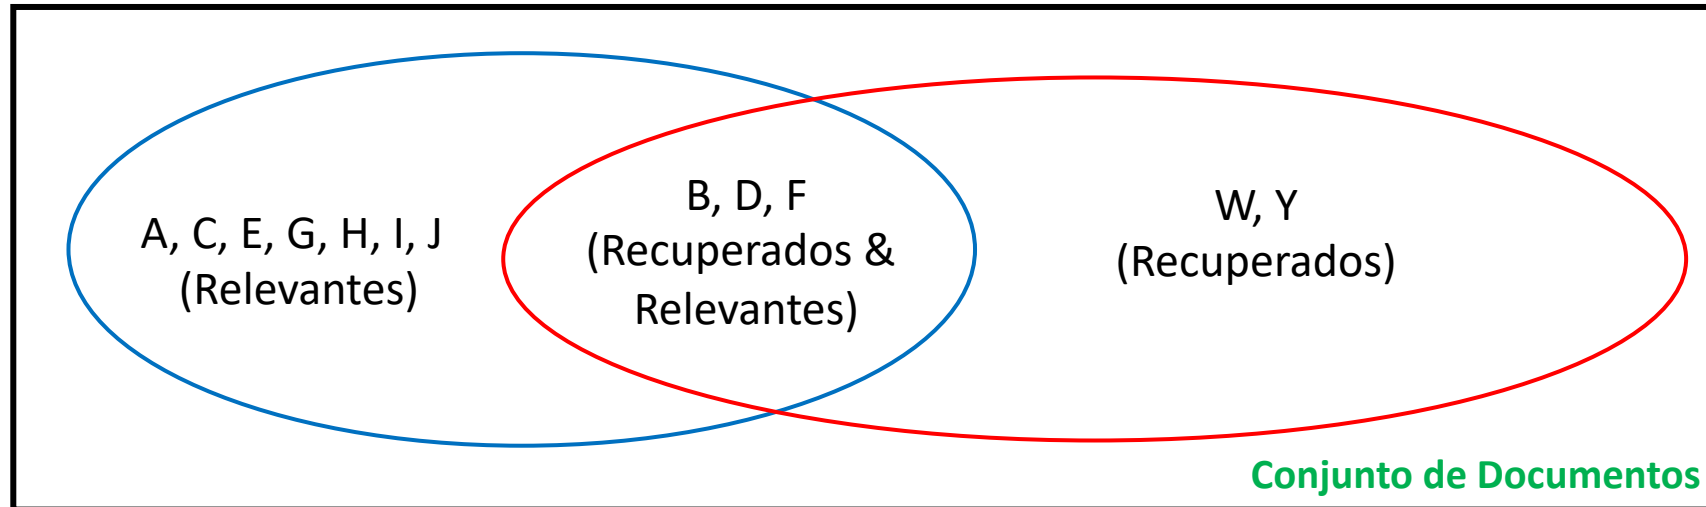 A, C, E, G, H, I, J
(Relevantes)
B, D, F
(Recuperados &
Relevantes)
W, Y
(Recuperados)
Conjunto de Documentos